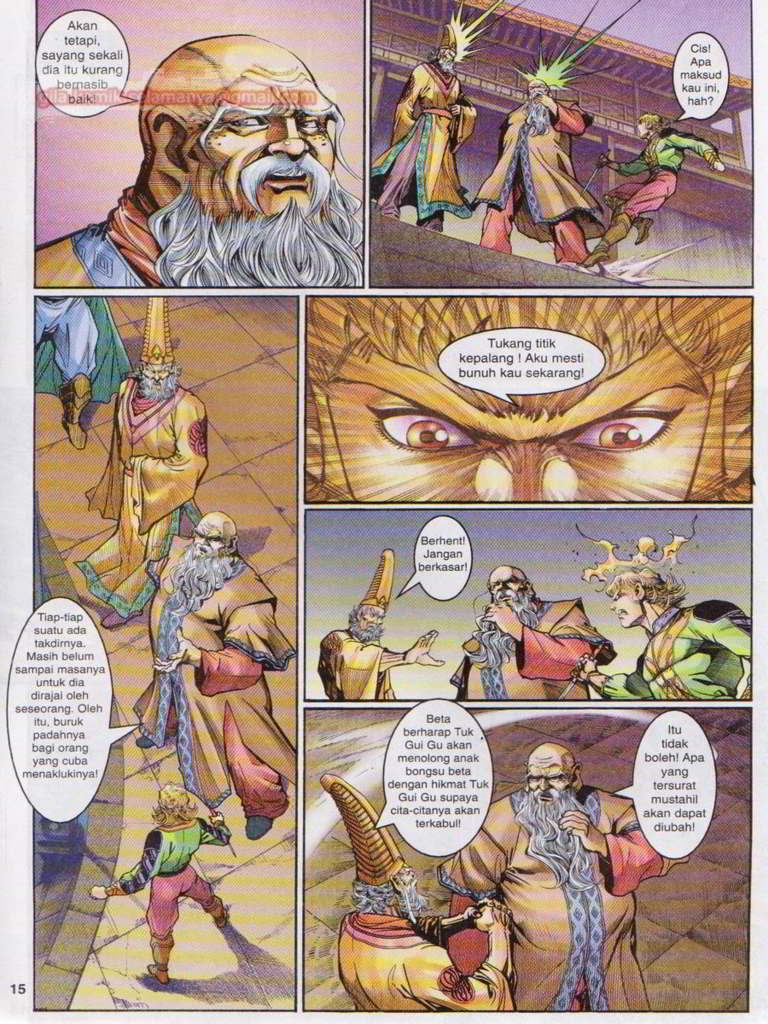 Akan
tetapi,
sayang sekali
dia itu kurang
bernasib
baik!
Cis!
Apa
maksud
kau ini,
hah?
Tiap-tiap
suatu ada
takdirnya.
Masih belum
sampai masanya
untuk dia
dirajai oleh
seseorang. Oleh
itu, buruk
padahnya
bagi orang
yang cuba
menaklukinya!
Tukang titik
kepalang ! Aku mesti
bunuh kau sekarang!
Berhent!
Jangan
berkasar!
Beta
berharap Tuk
Gui Gu akan
menolong anak
bongsu beta
dengan hikmat Tuk
Gui Gu supaya
cita-citanya akan
terkabul!
Itu
tidak
boleh! Apa
yang
tersurat
mustahil
akan dapat
diubah!
15